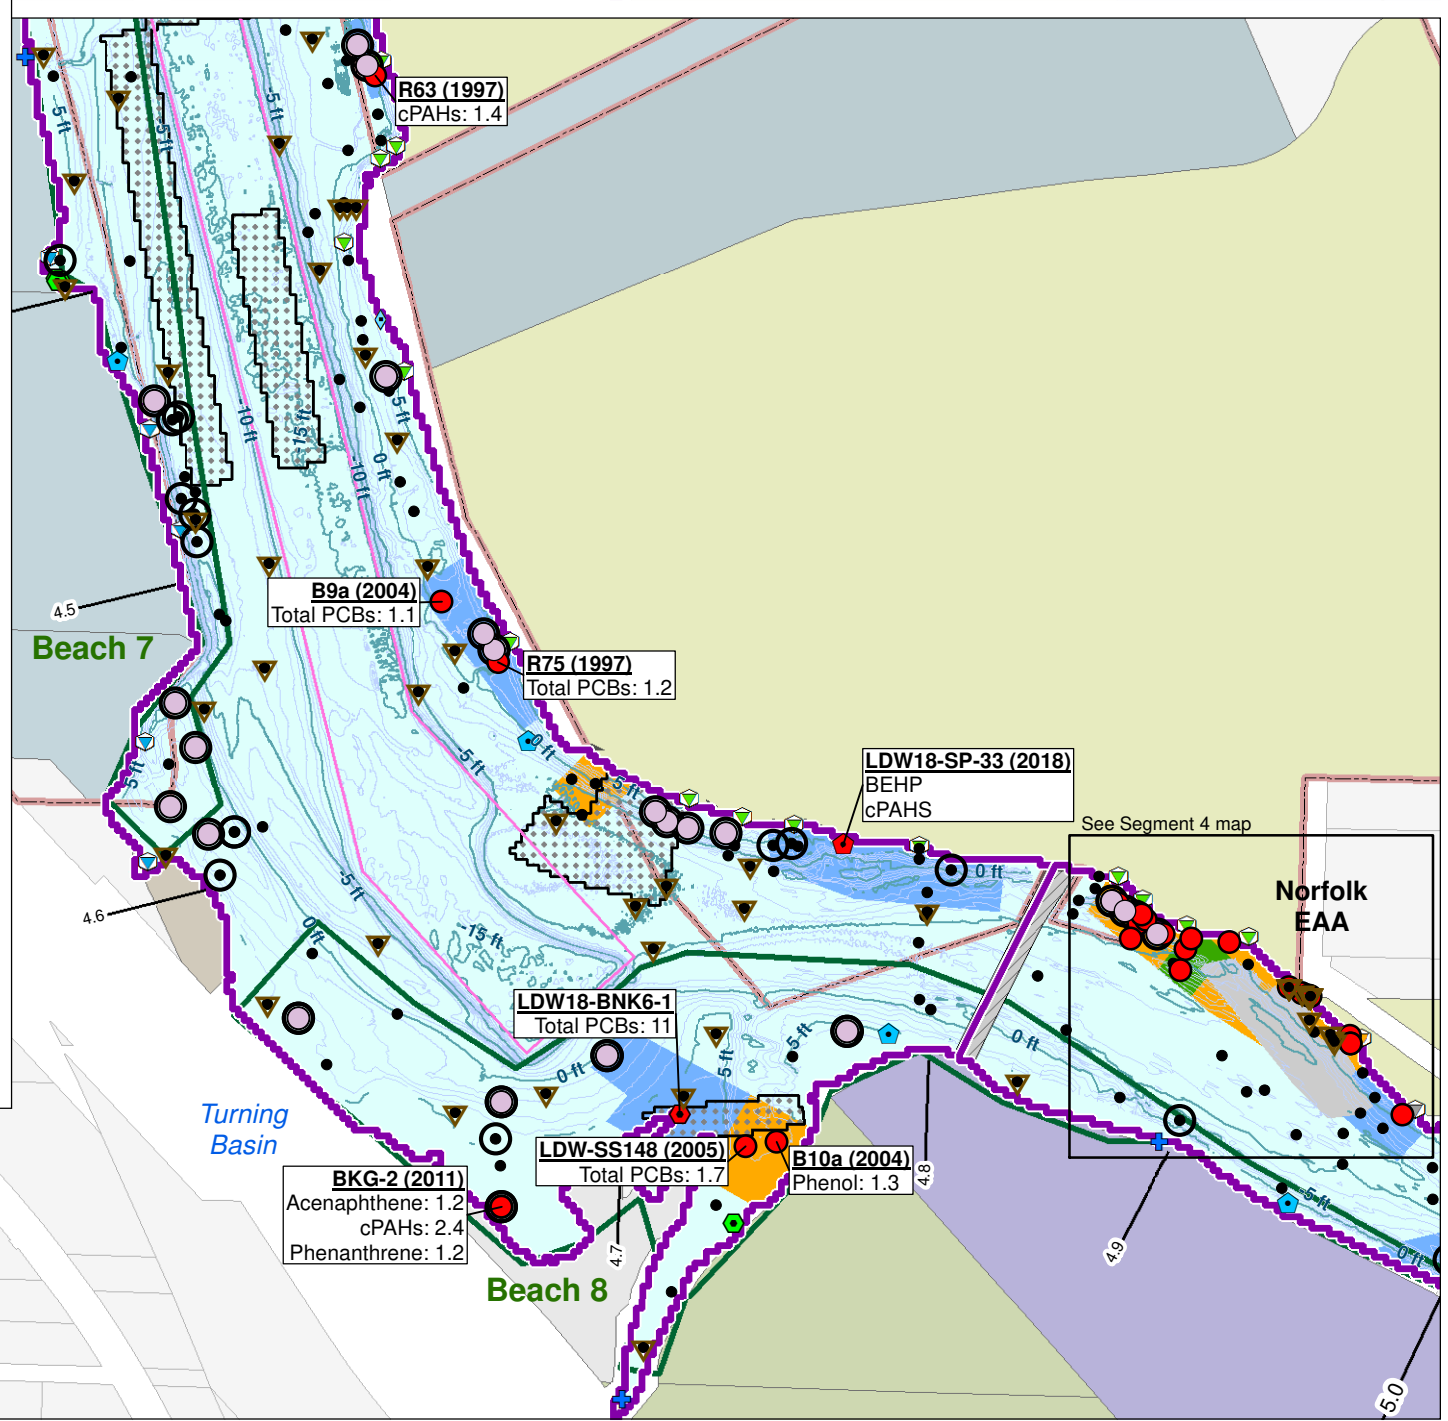 R63 (1997)
cPAHs: 1.4
-5 ft
-5 ft
-5 ft
-10 ft
-15 ft
-10 ft
0 ft
5 ft
4.5
Beach 7
B9a (2004)
Total PCBs: 1.1
R75 (1997)
Total PCBs: 1.2
0 ft
5 ft
-5 ft
5 ft
LDW18-SP-33 (2018)
BEHP
cPAHS
See Segment 4 map
Norfolk
EAA
0 ft
-5 ft
4.6
0 ft
-15 ft
LDW18-BNK6-1
Total PCBs: 11
5 ft
5 ft
0 ft
0 ft
Turning
Basin
LDW-SS148 (2005)
Total PCBs: 1.7
B10a (2004)
Phenol: 1.3
BKG-2 (2011)
Acenaphthene: 1.2
cPAHs: 2.4
Phenanthrene: 1.2
4.8
4.7
4.9
-5 ft
0 ft
Beach 8
5.0